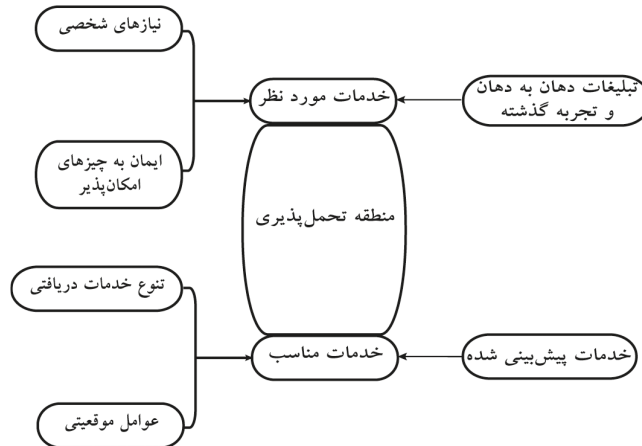 نیازهای شخصی
خدمات مورد نظر
تبلیغات دهان به دهان
و تجربه گذشته
ایمان به چیزهای
امکان‌پذیر
منطقه تحمل‌پذیری
تنوع خدمات دریافتی
خدمات مناسب
خدمات پیش‌بینی شده
عوامل موقعیتی